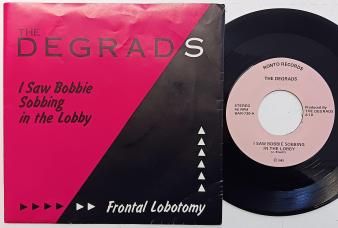 THE
DEGRADS
I Saw Bobbie
Sobbing
in the Lobby
Frontal Lobotomy
RONTO RECORDS
THE DEGRADS
STEREO
45 RPM
Produced by
THE DEGRADS
I SAW BOBBIE SOBBING
IN THE LOBBY